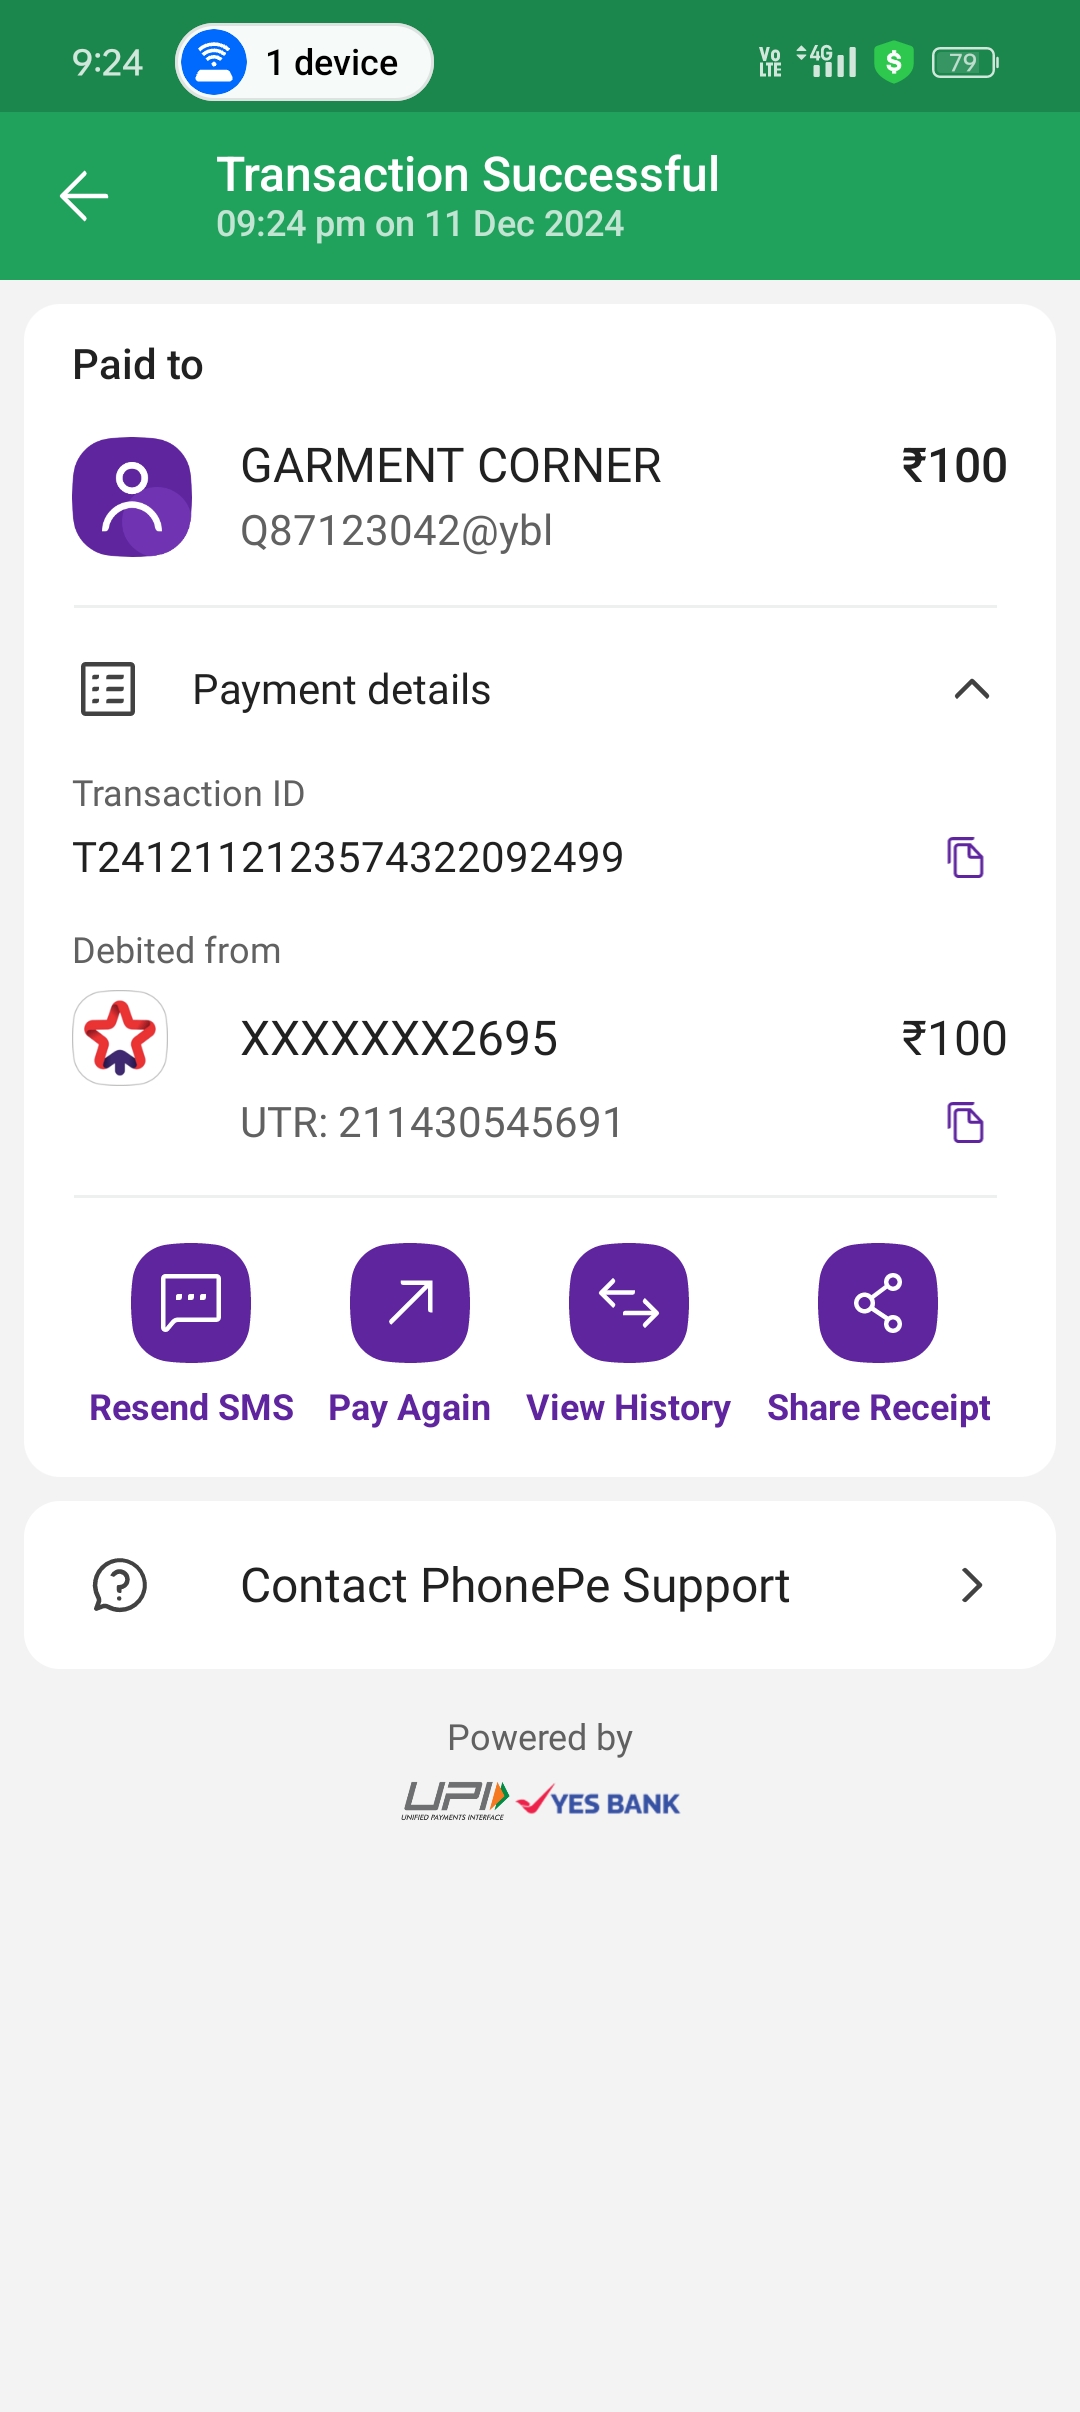 9:24
1 device
Vo LTE
4G
$
79
Transaction Successful
09:24 pm on 11 Dec 2024
Paid to
GARMENT CORNER
₹100
Q87123042@ybl
Payment details
Transaction ID
T2412112123574322092499
Debited from
XXXXXXX2695
₹100
UTR: 211430545691
Resend SMS
Pay Again
View History
Share Receipt
Contact PhonePe Support
Powered by
UPI
UNIFIED PAYMENTS INTERFACE
YES BANK